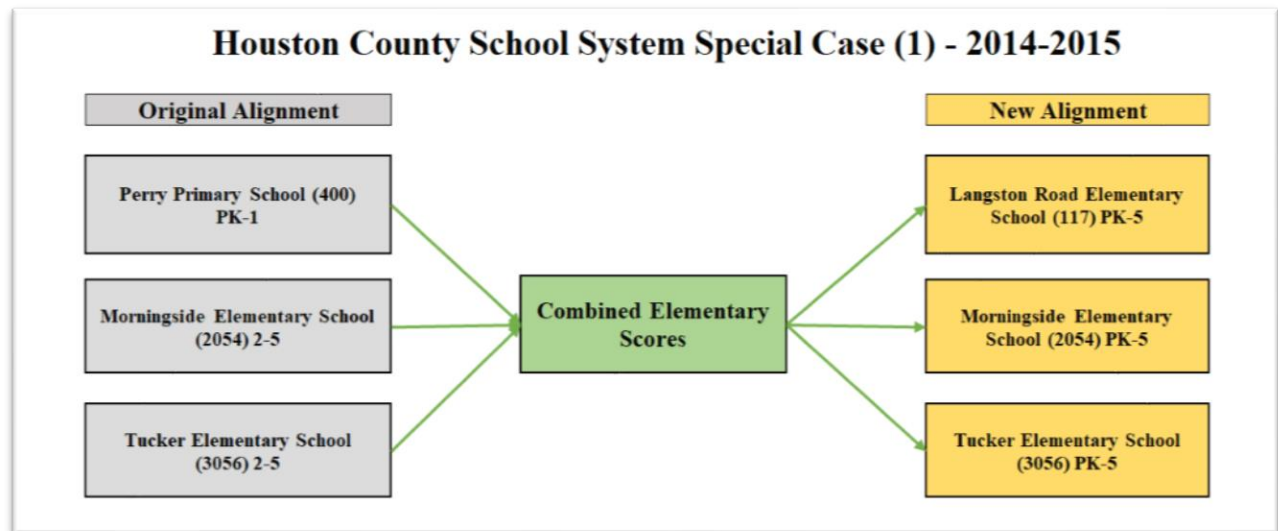 Houston County School System Special Case (1) - 2014-2015
Original Alignment
New Alignment
Perry Primary School (400)
PK-1
Morningside Elementary School
(2054) 2-5
Tucker Elementary School
(3056) 2-5
Combined Elementary
Scores
Langston Road Elementary
School (117) PK-5
Morningside Elementary
School (2054) PK-5
Tucker Elementary School
(3056) PK-5